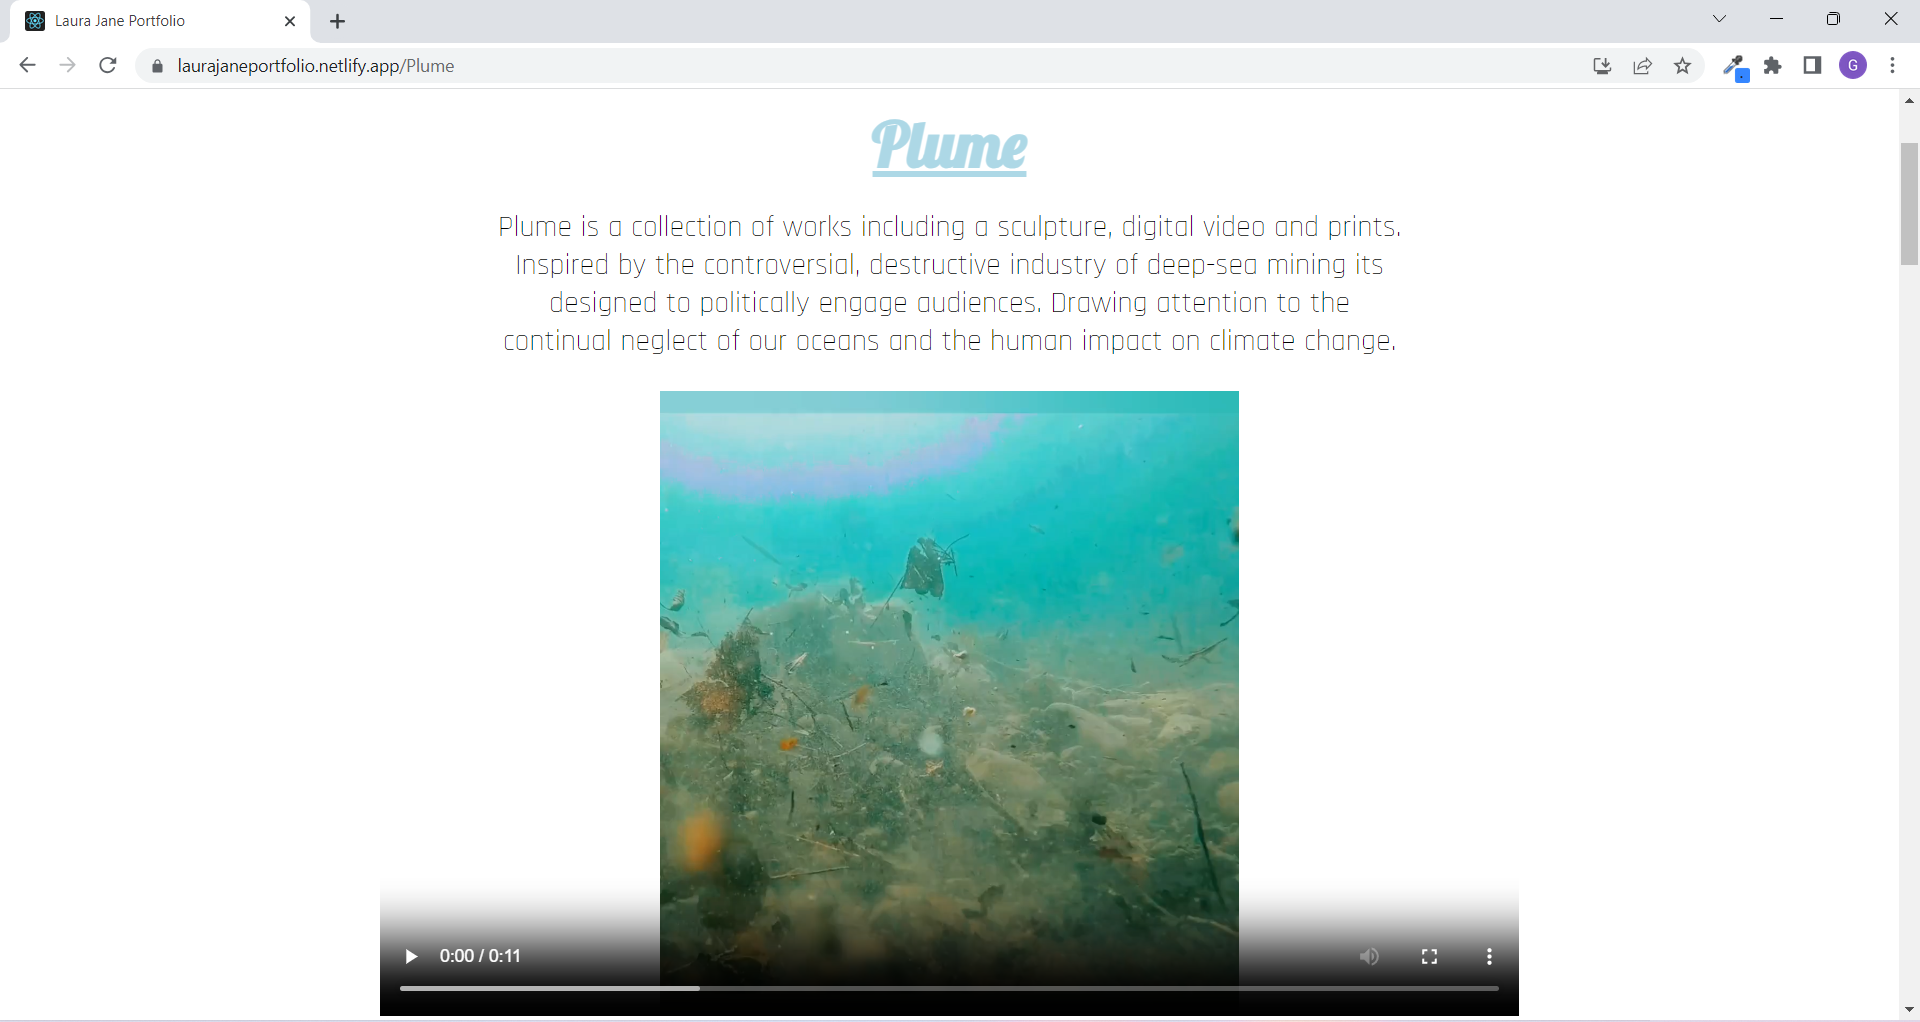 Laura Jane Portfolio
laurajaneportfolio.netlify.app/Plume
G
Plume
Plume is a collection of works including a sculpture, digital video and prints.
Inspired by the controversial, destructive industry of deep-sea mining its
designed to politically engage audiences. Drawing attention to the
continual neglect of our oceans and the human impact on climate change.
0:00 / 0:11